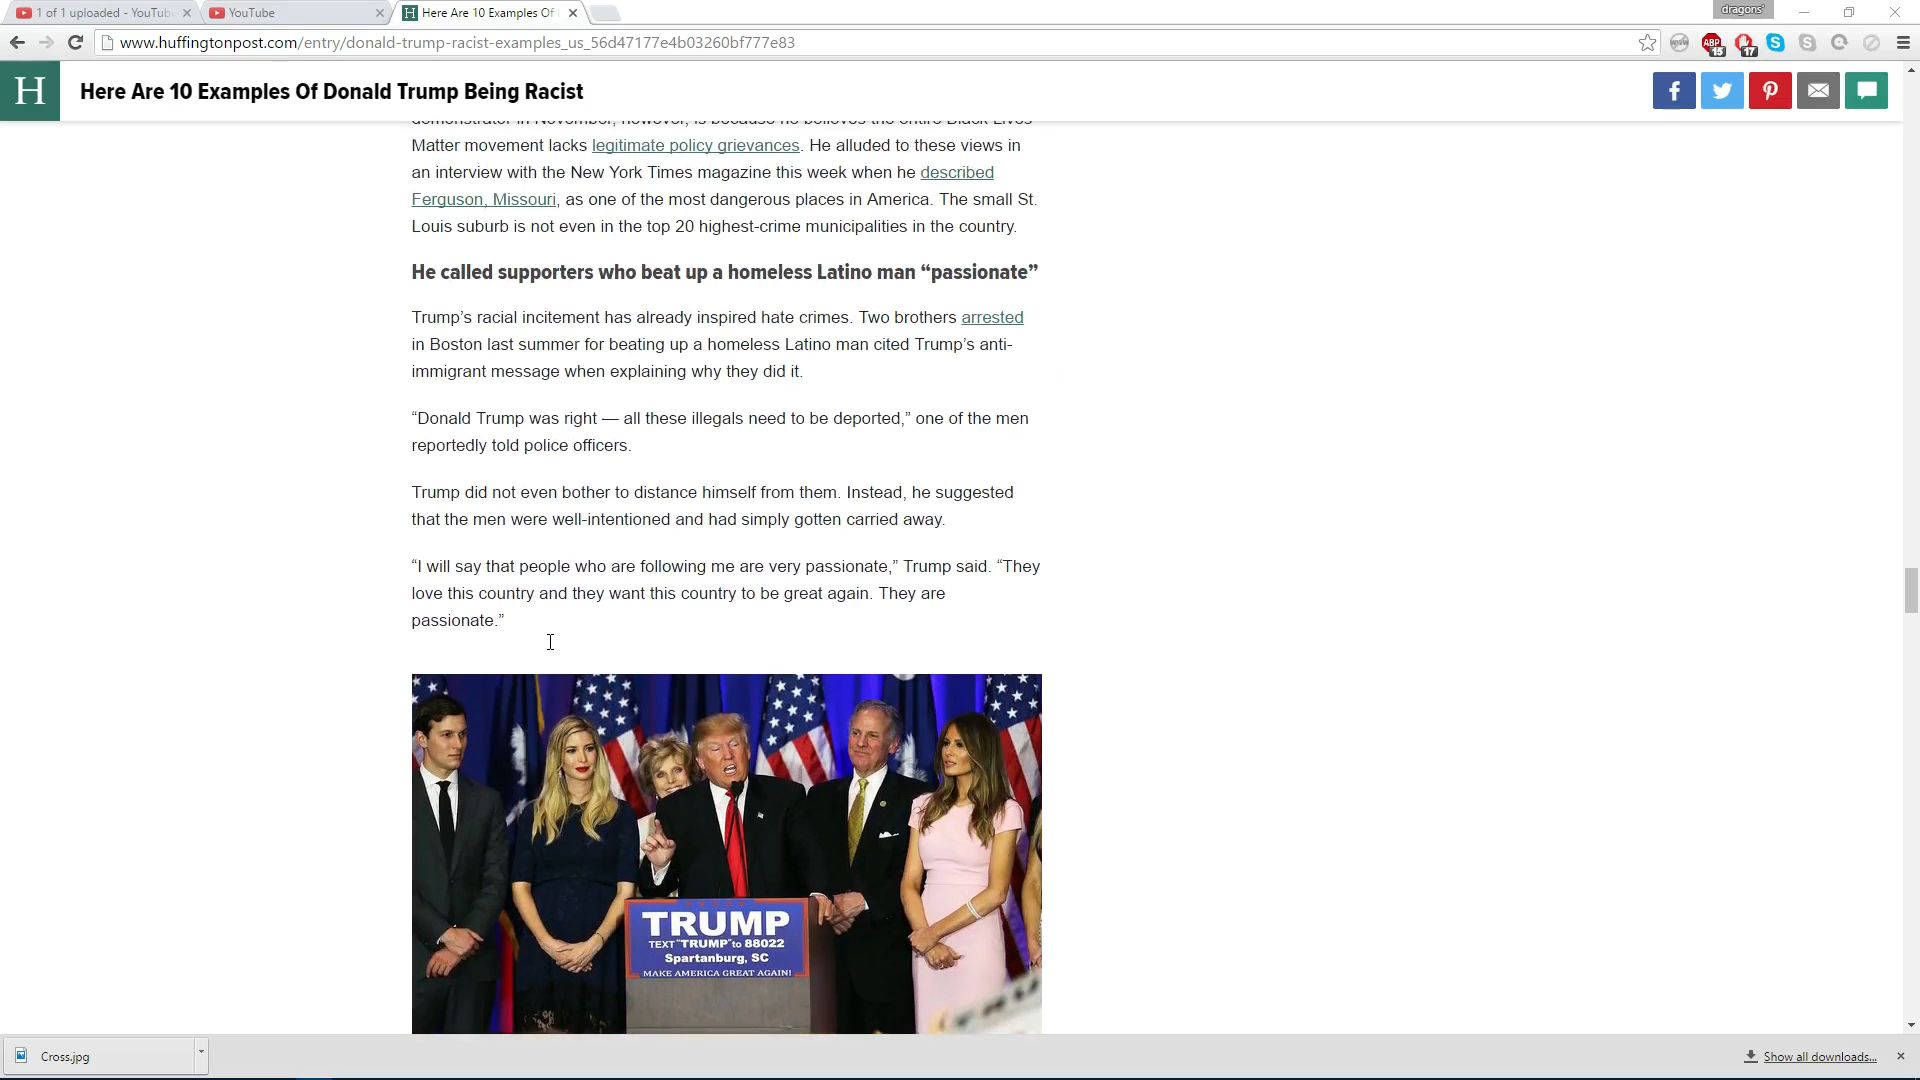 1 of 1 uploaded - YouTub
YouTube
Here Are 10 Examples Of
dragons'
www.huffingtonpost.com/entry/donald-trump-racist-examples_us_56d47177e4b03260bf777e83
ABP
15
17
H
Here Are 10 Examples Of Donald Trump Being Racist
demonstrator in November, however, is because he believes the entire Black Lives
Matter movement lacks legitimate policy grievances. He alluded to these views in
an interview with the New York Times magazine this week when he described
Ferguson, Missouri, as one of the most dangerous places in America. The small St.
Louis suburb is not even in the top 20 highest-crime municipalities in the country.
He called supporters who beat up a homeless Latino man “passionate”
Trump’s racial incitement has already inspired hate crimes. Two brothers arrested
in Boston last summer for beating up a homeless Latino man cited Trump’s anti-
immigrant message when explaining why they did it.
“Donald Trump was right — all these illegals need to be deported,” one of the men
reportedly told police officers.
Trump did not even bother to distance himself from them. Instead, he suggested
that the men were well-intentioned and had simply gotten carried away.
“I will say that people who are following me are very passionate,” Trump said. “They
love this country and they want this country to be great again. They are
passionate.”
TRUMP
TEXT "TRUMP" to 88022
Spartanburg, SC
MAKE AMERICA GREAT AGAIN!
Cross.jpg
Show all downloads...